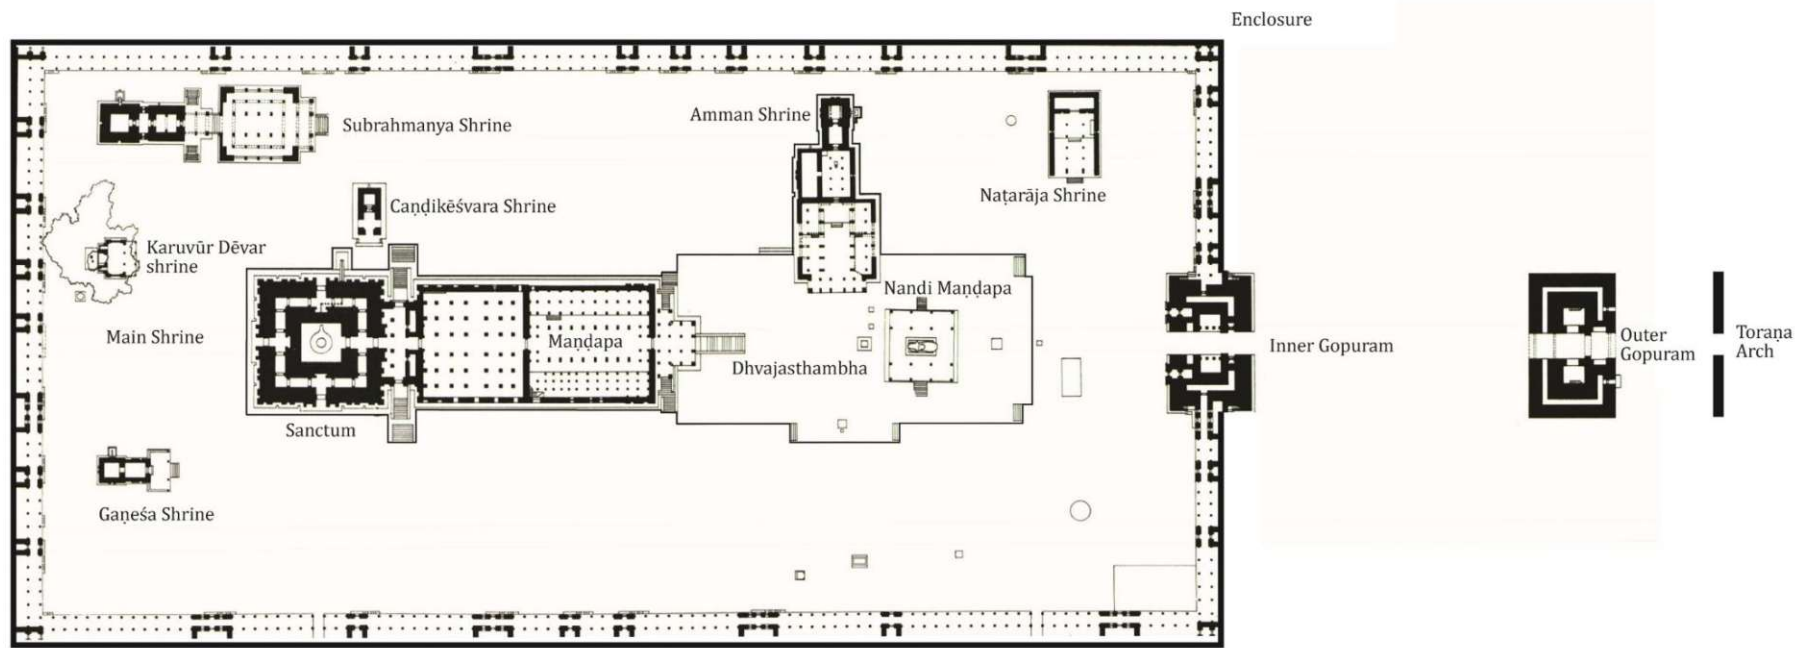 Enclosure
Subrahmanya Shrine
Amman Shrine
Naṭarāja Shrine
Caṇḍikēśvara Shrine
Karuvūr Dēvar
shrine
Nandi Maṇḍapa
Main Shrine
Maṇḍapa
Dhvajasthambha
Inner Gopuram
Outer
Gopuram
Toraṇa
Arch
Sanctum
Gaṇeśa Shrine